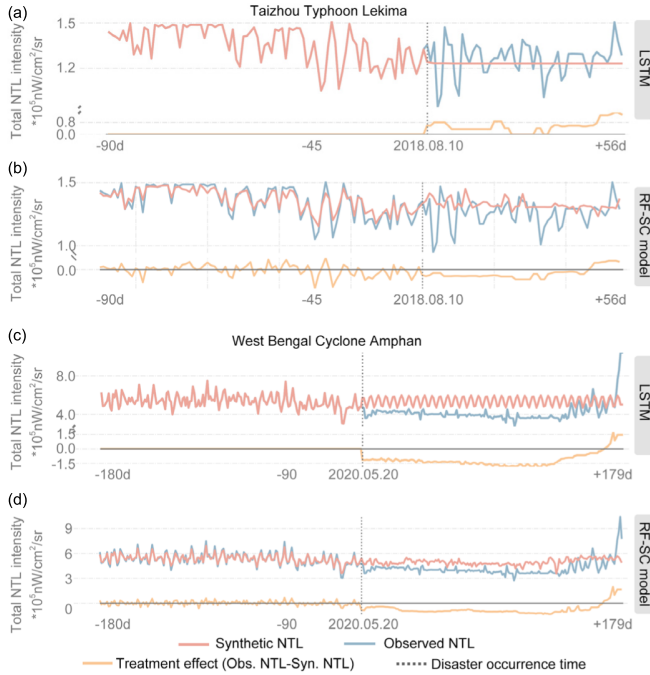 (a)
Taizhou Typhoon Lekima
Total NTL intensity
*10⁵nW/cm²/sr
1.5
1.2
0.8
0.0
-90d
-45
2018.08.10
+56d
LSTM
(b)
Total NTL intensity
*10⁵nW/cm²/sr
1.5
1.0
0.0
-90d
-45
2018.08.10
+56d
RF-SC model
(c)
West Bengal Cyclone Amphan
Total NTL intensity
*10⁵nW/cm²/sr
8.0
4.0
1.5
0.0
-1.5
-180d
-90
2020.05.20
+179d
LSTM
(d)
Total NTL intensity
*10⁵nW/cm²/sr
9
6
3
0
-180d
-90
2020.05.20
+179d
RF-SC model
Synthetic NTL
Observed NTL
Treatment effect (Obs. NTL-Syn. NTL)
Disaster occurrence time